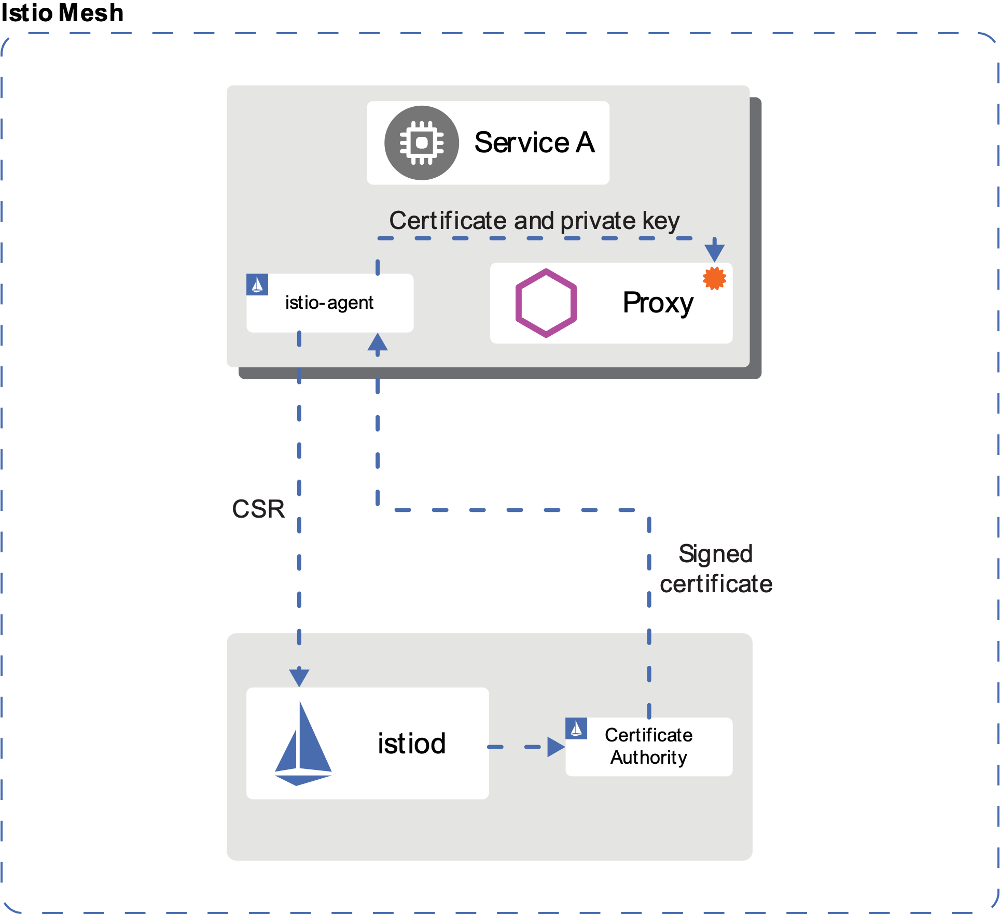 Istio Mesh
Service A
Certificate and private key
istio-agent
Proxy
CSR
Signed
certificate
istiod
Certificate
Authority